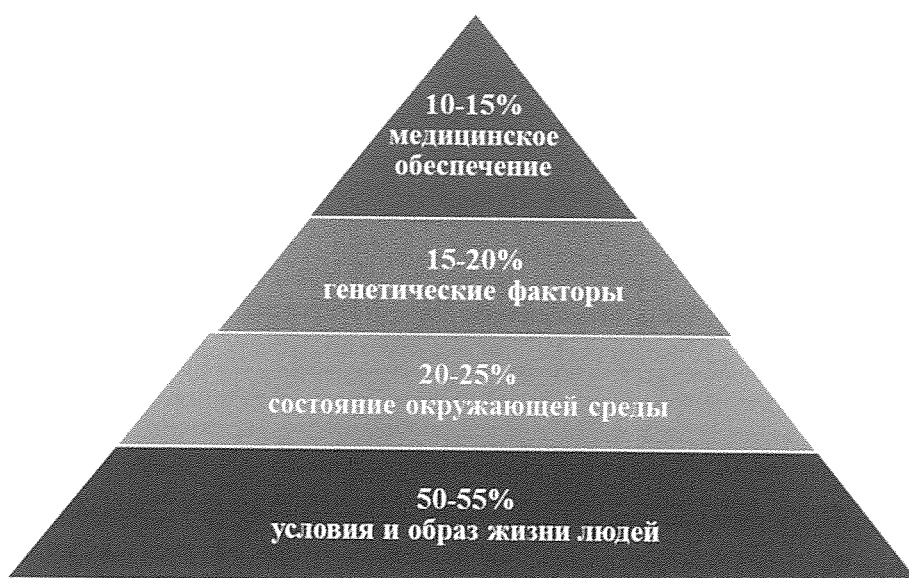 10-15%
медицинское
обеспечение
15-20%
генетические факторы
20-25%
состояние окружающей среды
50-55%
условия и образ жизни людей